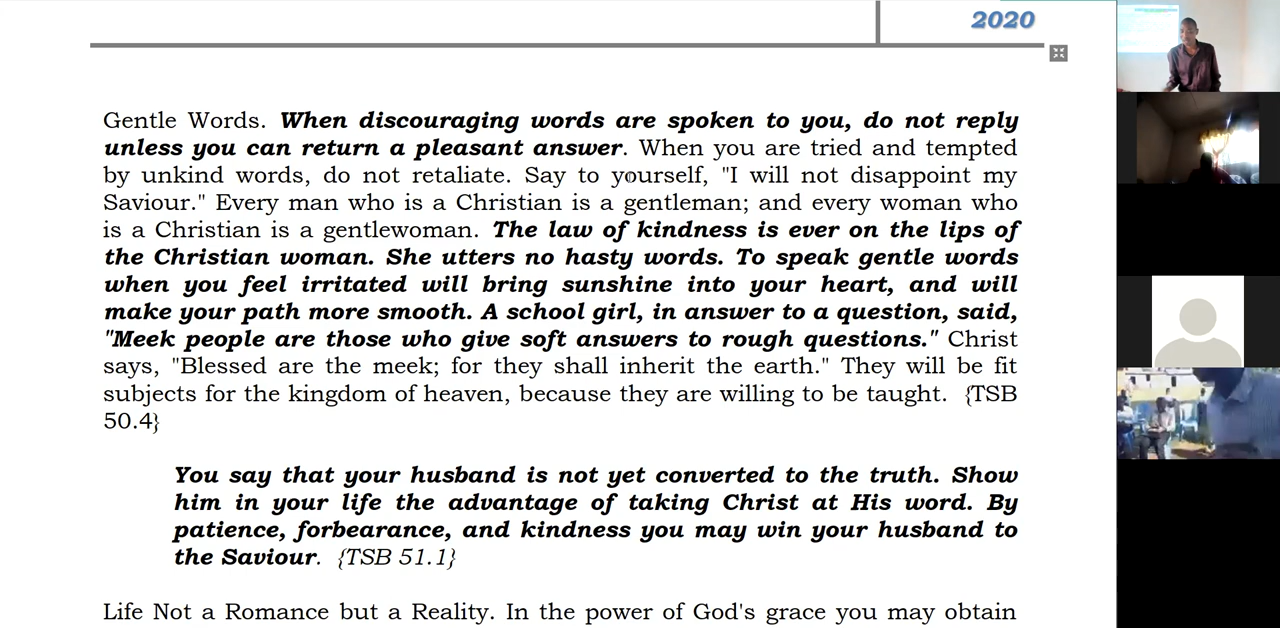 2020
Gentle Words. When discouraging words are spoken to you, do not reply
unless you can return a pleasant answer. When you are tried and tempted
by unkind words, do not retaliate. Say to yourself, "I will not disappoint my
Saviour." Every man who is a Christian is a gentleman; and every woman who
is a Christian is a gentlewoman. The law of kindness is ever on the lips of
the Christian woman. She utters no hasty words. To speak gentle words
when you feel irritated will bring sunshine into your heart, and will
make your path more smooth. A school girl, in answer to a question, said,
"Meek people are those who give soft answers to rough questions." Christ
says, "Blessed are the meek; for they shall inherit the earth." They will be fit
subjects for the kingdom of heaven, because they are willing to be taught. {TSB
50.4}
You say that your husband is not yet converted to the truth. Show
him in your life the advantage of taking Christ at His word. By
patience, forbearance, and kindness you may win your husband to
the Saviour. {TSB 51.1}
Life Not a Romance but a Reality. In the power of God's grace you may obtain